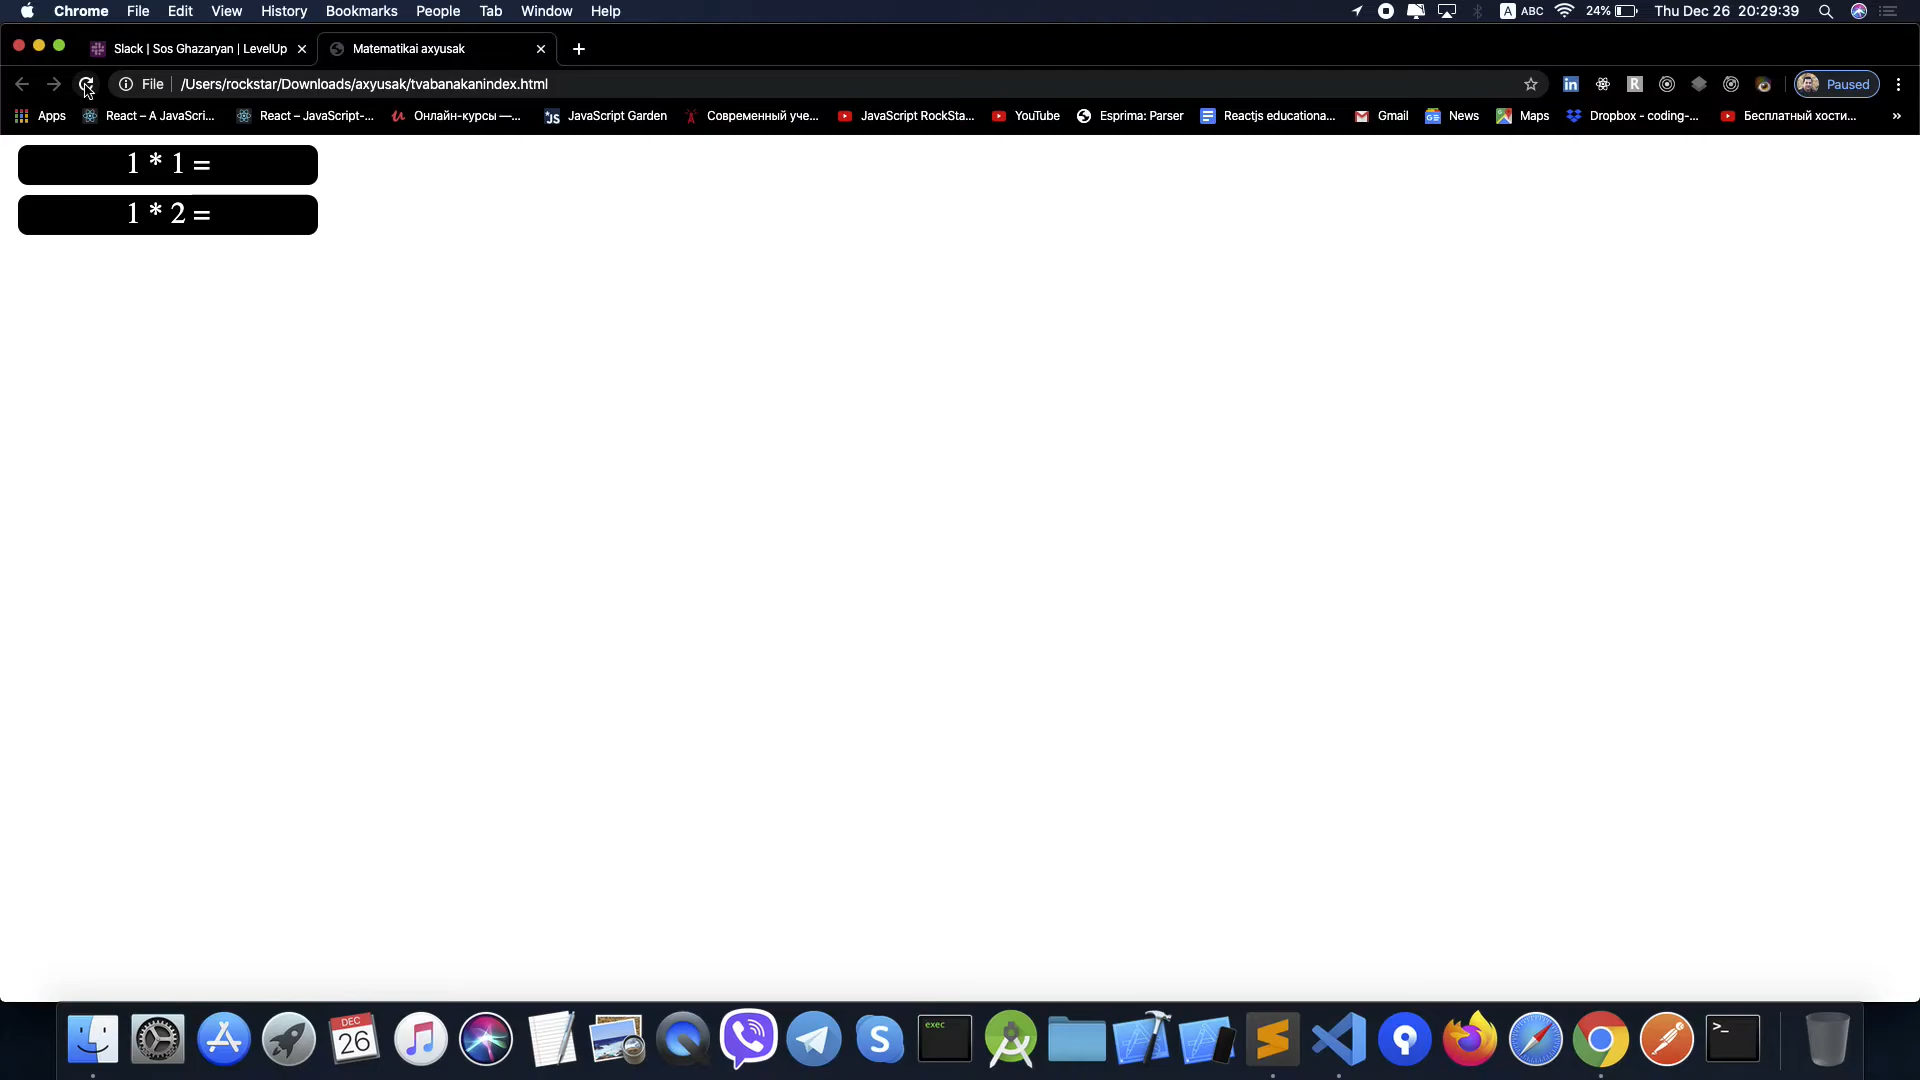 Chrome File Edit View History Bookmarks People Tab Window Help A ABC 24% Thu Dec 26 20:29:39
Slack | Sos Ghazaryan | LevelUp Matematikai axyusak
File /Users/rockstar/Downloads/axyusak/tvabanakanindex.html R Paused
Apps React – A JavaScri... React – JavaScript-... Онлайн-курсы —... JavaScript Garden Современный уче... JavaScript RockSta... YouTube Esprima: Parser Reactjs educationa... Gmail News Maps Dropbox - coding-... Бесплатный хости... »
1 * 1 =
1 * 2 =
DEC
26
exec